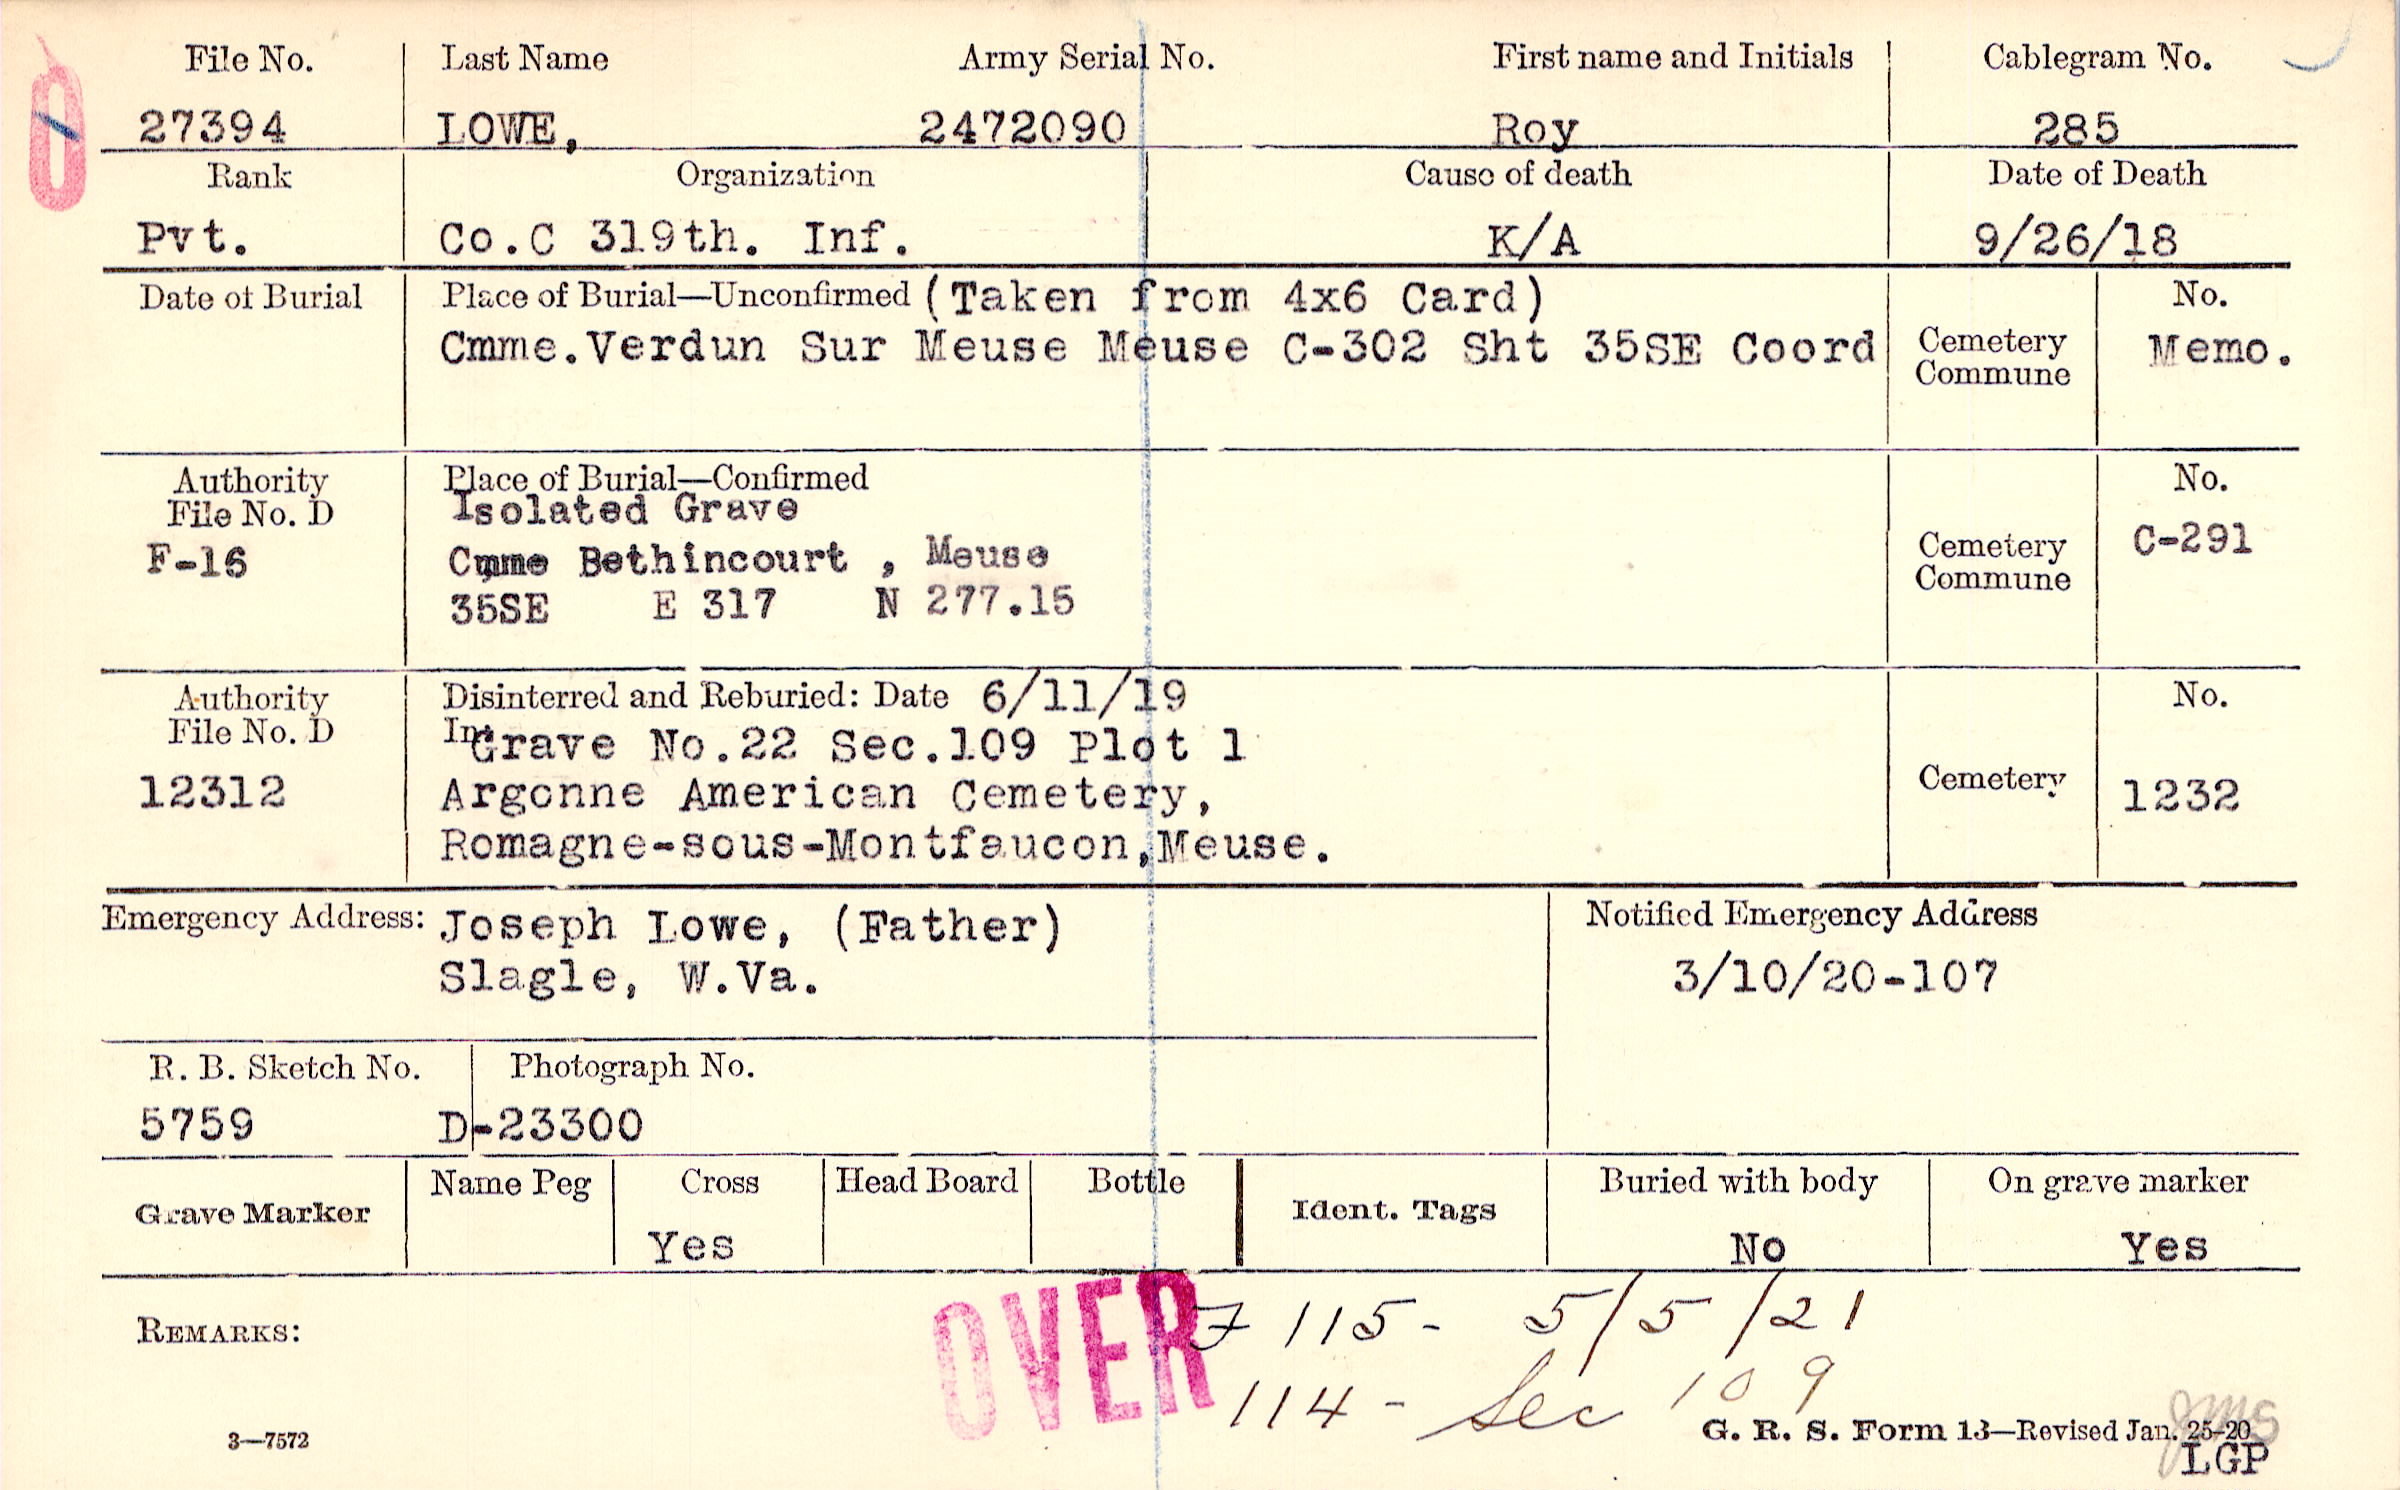 File No. Last Name Army Serial No. First name and Initials Cablegram No.
27394 LOWE, 2472090 Roy 285
Rank Organization Cause of death Date of Death
Pvt. Co.C 319th. Inf. K/A 9/26/18
Date of Burial Place of Burial—Unconfirmed (Taken from 4x6 Card) No.
Cmme.Verdun Sur Meuse Meuse C-302 Sht 35SE Coord Cemetery Memo.
Commune
Authority Place of Burial—Confirmed No.
File No. D Isolated Grave
F-16 Cmme Bethincourt , Meuse Cemetery C-291
Commune
35SE E 317 N 277.15
Authority Disinterred and Reburied: Date 6/11/19 No.
File No. D In: Grave No.22 Sec.109 Plot 1
12312 Argonne American Cemetery, Cemetery 1232
Romagne-sous-Montfaucon,Meuse.
Emergency Address: Joseph Lowe, (Father) Notified Emergency Address
Slagle, W.Va. 3/10/20-107
R. B. Sketch No. Photograph No.
5759 D-23300
Grave Marker Name Peg Cross Head Board Bottle Ident. Tags Buried with body On grave marker
Yes No Yes
OVER
REMARKS: 115- 5/5/21
114- Sec 109
3—7572 G. R. S. Form 13—Revised Jan. 25-20
JMS
LGP